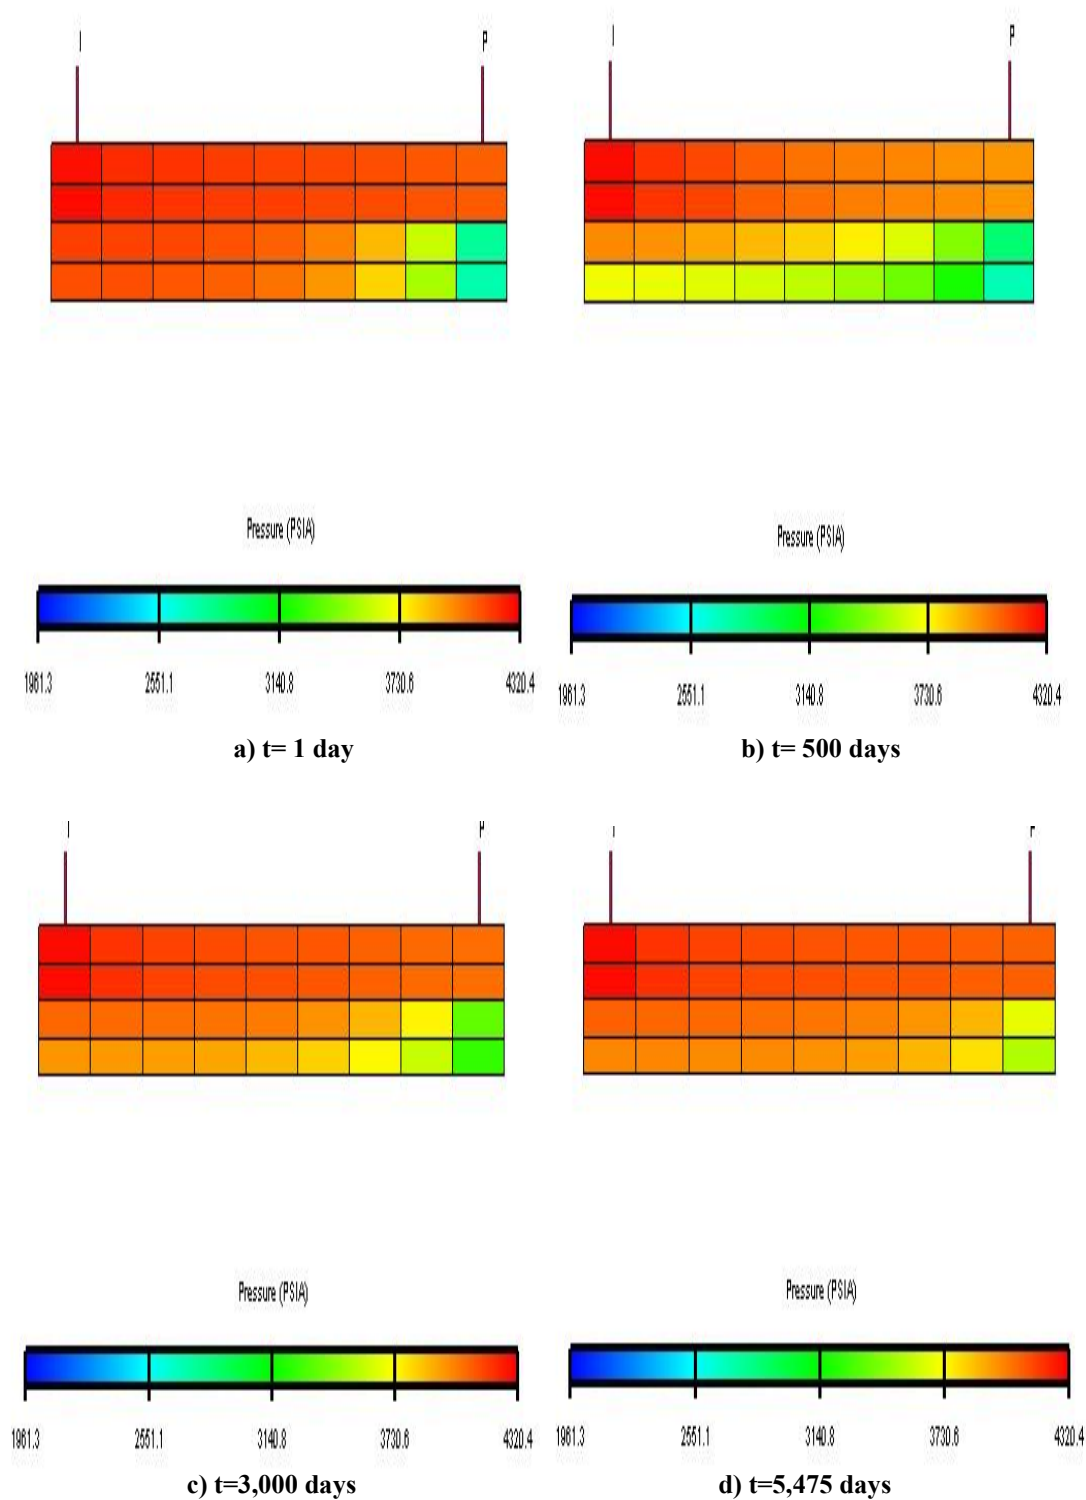 I P
I P
Pressure (PSIA)
1961.3 2551.1 3140.8 3730.6 4320.4
Pressure (PSIA)
1961.3 2551.1 3140.8 3730.6 4320.4
a) t= 1 day
b) t= 500 days
Pressure (PSIA)
1961.3 2551.1 3140.8 3730.6 4320.4
Pressure (PSIA)
1961.3 2551.1 3140.8 3730.6 4320.4
c) t=3,000 days
d) t=5,475 days